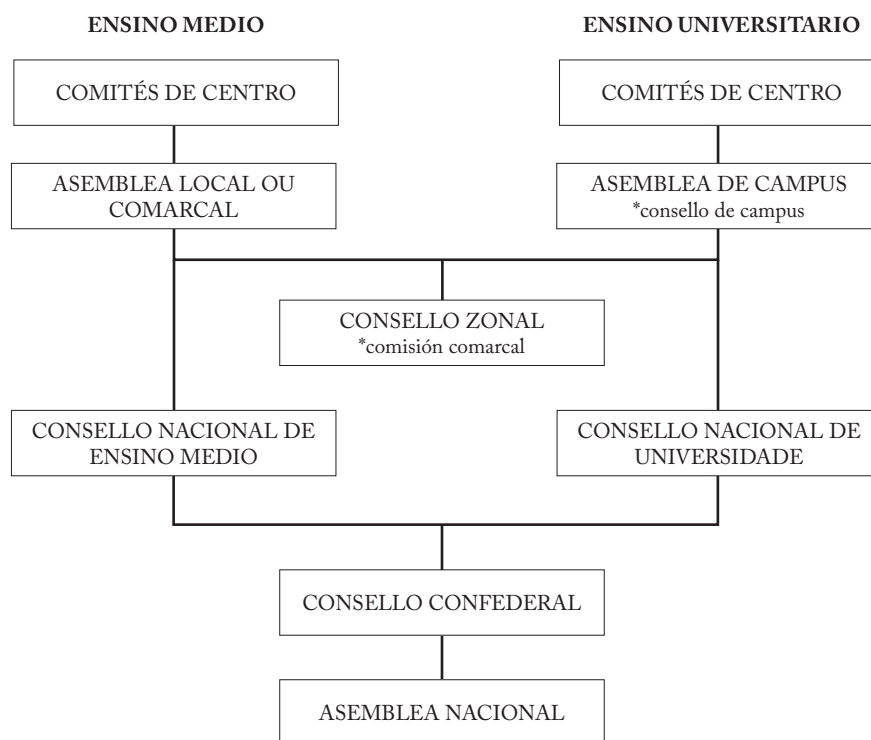 ENSINO MEDIO
ENSINO UNIVERSITARIO
COMITÉS DE CENTRO
COMITÉS DE CENTRO
ASEMBLEA LOCAL OU
COMARCAL
ASEMBLEA DE CAMPUS
*consello de campus
CONSELLO ZONAL
*comisión comarcal
CONSELLO NACIONAL DE
ENSINO MEDIO
CONSELLO NACIONAL DE
UNIVERSIDADE
CONSELLO CONFEDERAL
ASEMBLEA NACIONAL